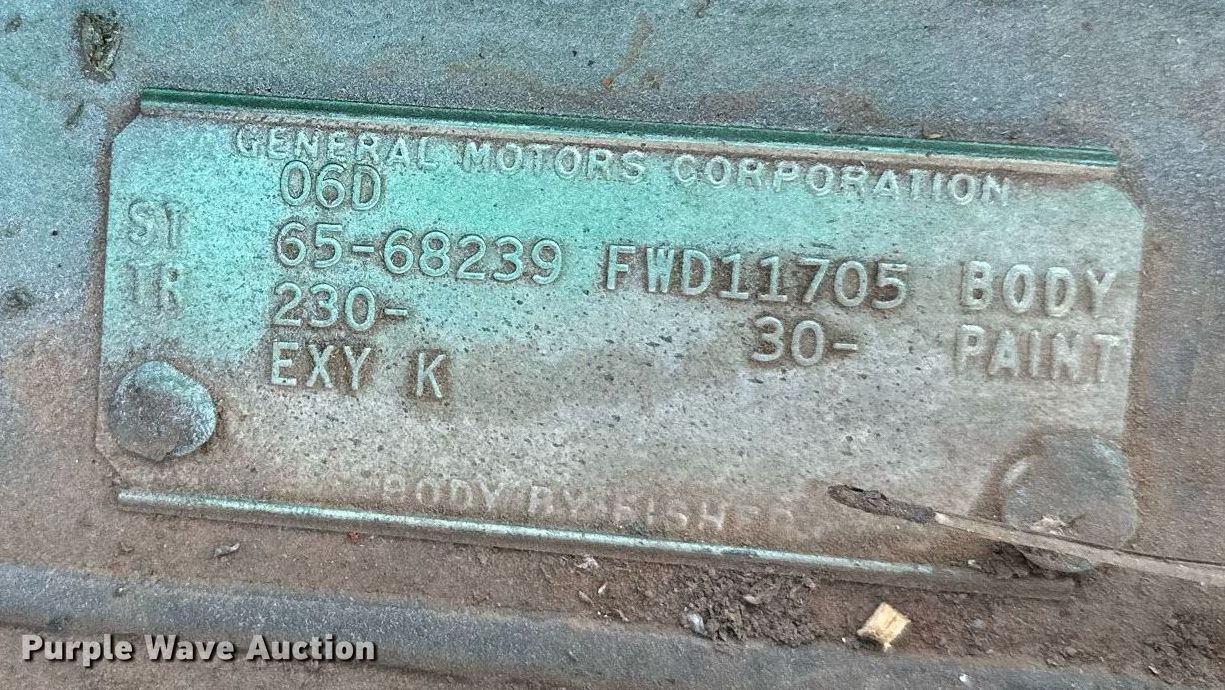 GENERAL MOTORS CORPORATION
06D
ST 65-68239 FWD11705 BODY
TR 230- 30- PAINT
EXY K
BODY BY FISHER
Purple Wave Auction